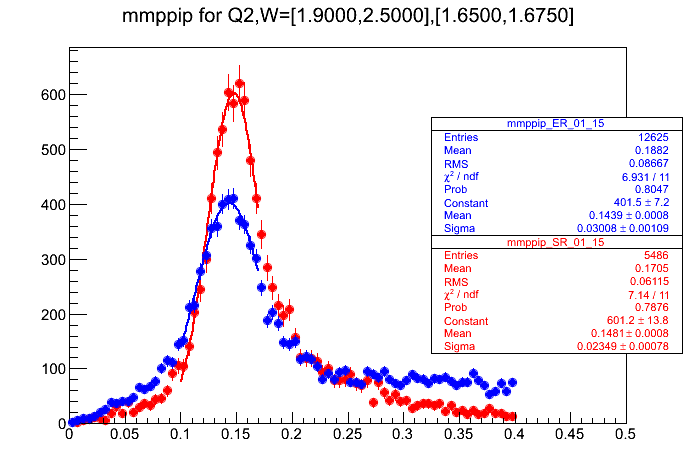 mmppip for Q2,W=[1.9000,2.5000],[1.6500,1.6750]
600
500
400
300
200
100
0
0 0.05 0.1 0.15 0.2 0.25 0.3 0.35 0.4 0.45 0.5
mmppip_ER_01_15
Entries 12625
Mean 0.1882
RMS 0.08667
χ² / ndf 6.931 / 11
Prob 0.8047
Constant 401.5 ± 7.2
Mean 0.1439 ± 0.0008
Sigma 0.03008 ± 0.00109
mmppip_SR_01_15
Entries 5486
Mean 0.1705
RMS 0.06115
χ² / ndf 7.14 / 11
Prob 0.7876
Constant 601.2 ± 13.8
Mean 0.1481 ± 0.0008
Sigma 0.02349 ± 0.00078